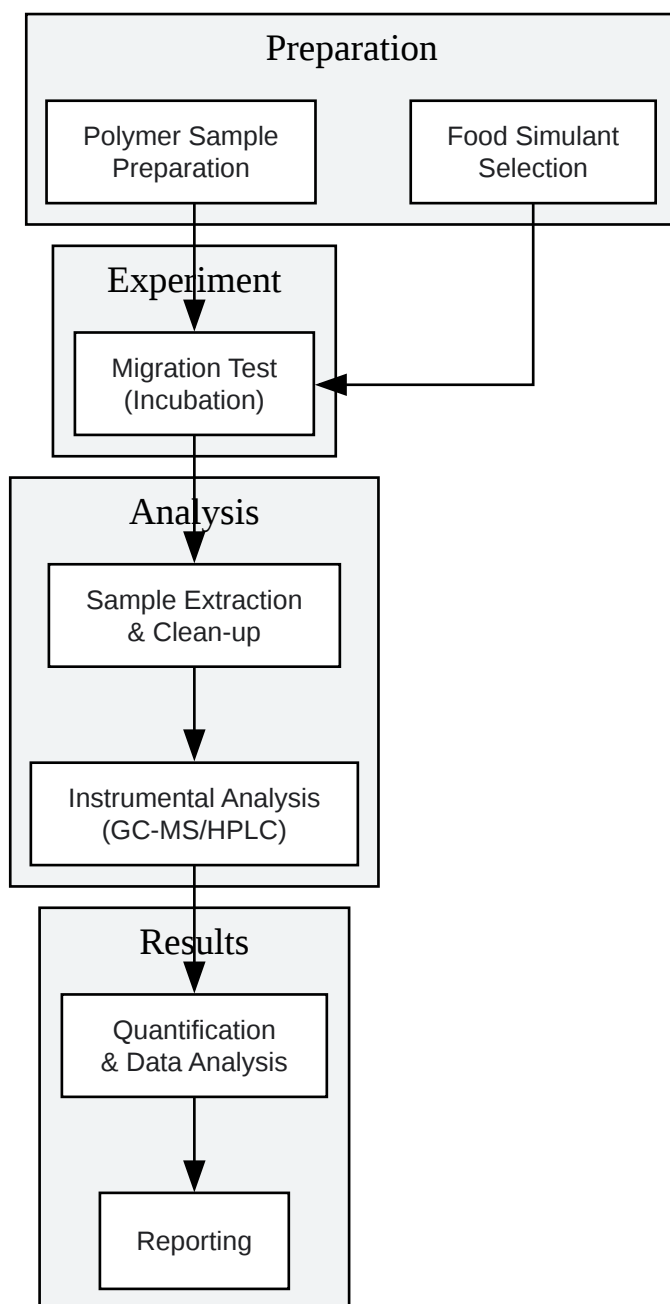 Preparation
Polymer Sample
Preparation
Food Simulant
Selection
Experiment
Migration Test
(Incubation)
Analysis
Sample Extraction
& Clean-up
Instrumental Analysis
(GC-MS/HPLC)
Results
Quantification
& Data Analysis
Reporting